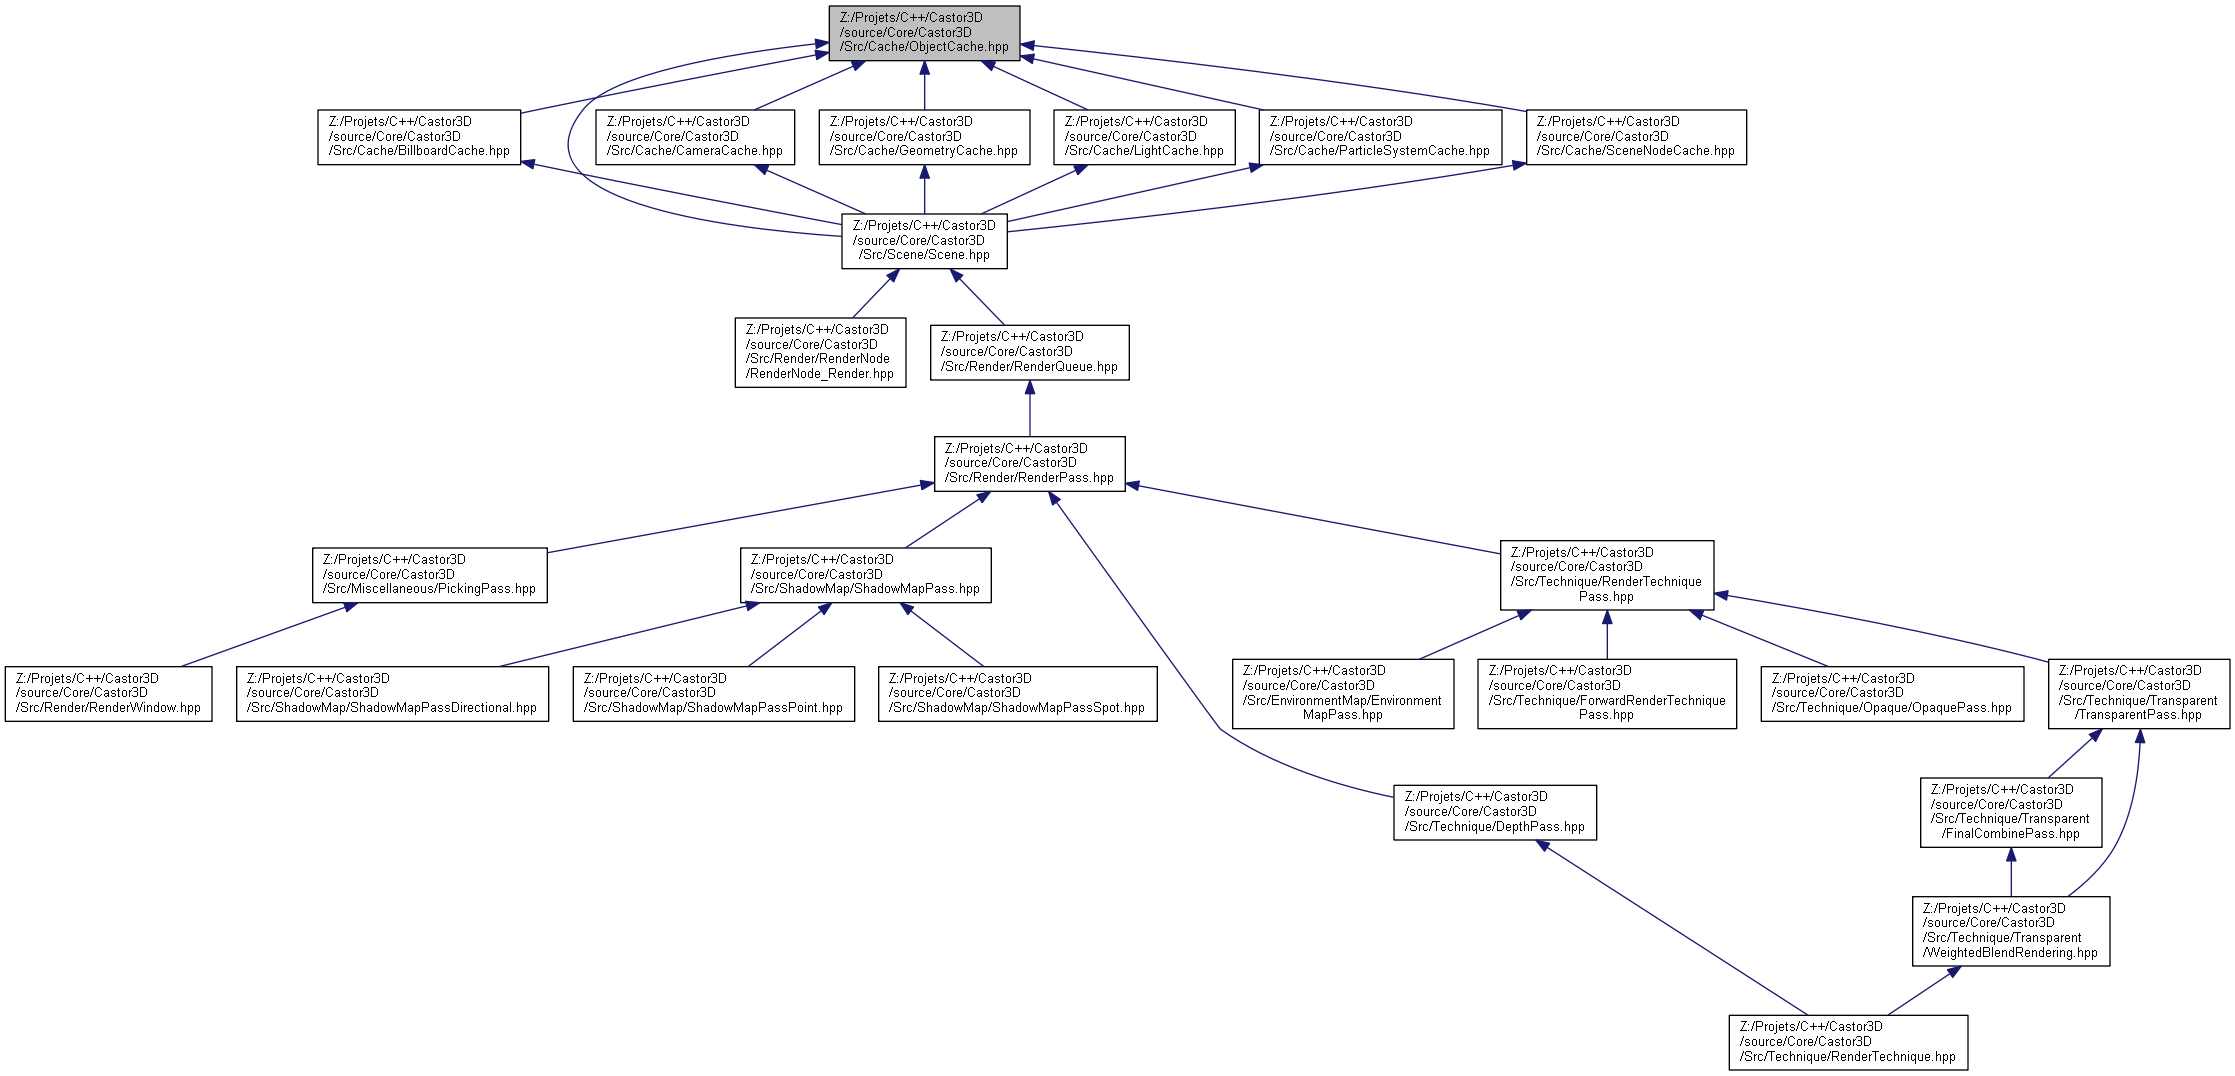 Z:/Projets/C++/Castor3D
/source/Core/Castor3D
/Src/Cache/ObjectCache.hpp
Z:/Projets/C++/Castor3D
/source/Core/Castor3D
/Src/Cache/BillboardCache.hpp
Z:/Projets/C++/Castor3D
/source/Core/Castor3D
/Src/Cache/CameraCache.hpp
Z:/Projets/C++/Castor3D
/source/Core/Castor3D
/Src/Cache/GeometryCache.hpp
Z:/Projets/C++/Castor3D
/source/Core/Castor3D
/Src/Cache/LightCache.hpp
Z:/Projets/C++/Castor3D
/source/Core/Castor3D
/Src/Cache/ParticleSystemCache.hpp
Z:/Projets/C++/Castor3D
/source/Core/Castor3D
/Src/Cache/SceneNodeCache.hpp
Z:/Projets/C++/Castor3D
/source/Core/Castor3D
/Src/Scene/Scene.hpp
Z:/Projets/C++/Castor3D
/source/Core/Castor3D
/Src/Render/RenderNode
/RenderNode_Render.hpp
Z:/Projets/C++/Castor3D
/source/Core/Castor3D
/Src/Render/RenderQueue.hpp
Z:/Projets/C++/Castor3D
/source/Core/Castor3D
/Src/Render/RenderPass.hpp
Z:/Projets/C++/Castor3D
/source/Core/Castor3D
/Src/Miscellaneous/PickingPass.hpp
Z:/Projets/C++/Castor3D
/source/Core/Castor3D
/Src/ShadowMap/ShadowMapPass.hpp
Z:/Projets/C++/Castor3D
/source/Core/Castor3D
/Src/Technique/RenderTechnique
Pass.hpp
Z:/Projets/C++/Castor3D
/source/Core/Castor3D
/Src/Render/RenderWindow.hpp
Z:/Projets/C++/Castor3D
/source/Core/Castor3D
/Src/ShadowMap/ShadowMapPassDirectional.hpp
Z:/Projets/C++/Castor3D
/source/Core/Castor3D
/Src/ShadowMap/ShadowMapPassPoint.hpp
Z:/Projets/C++/Castor3D
/source/Core/Castor3D
/Src/ShadowMap/ShadowMapPassSpot.hpp
Z:/Projets/C++/Castor3D
/source/Core/Castor3D
/Src/EnvironmentMap/Environment
MapPass.hpp
Z:/Projets/C++/Castor3D
/source/Core/Castor3D
/Src/Technique/ForwardRenderTechnique
Pass.hpp
Z:/Projets/C++/Castor3D
/source/Core/Castor3D
/Src/Technique/Opaque/OpaquePass.hpp
Z:/Projets/C++/Castor3D
/source/Core/Castor3D
/Src/Technique/Transparent
/TransparentPass.hpp
Z:/Projets/C++/Castor3D
/source/Core/Castor3D
/Src/Technique/DepthPass.hpp
Z:/Projets/C++/Castor3D
/source/Core/Castor3D
/Src/Technique/Transparent
/FinalCombinePass.hpp
Z:/Projets/C++/Castor3D
/source/Core/Castor3D
/Src/Technique/Transparent
/WeightedBlendRendering.hpp
Z:/Projets/C++/Castor3D
/source/Core/Castor3D
/Src/Technique/RenderTechnique.hpp